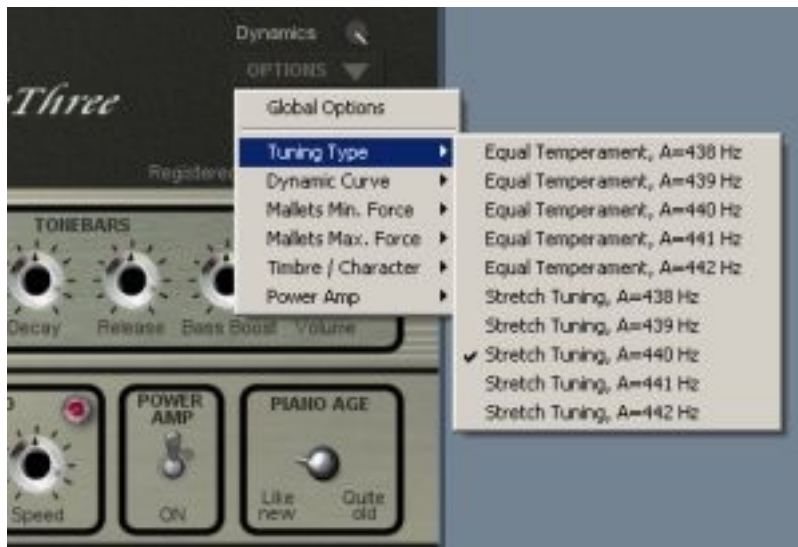 Dynamics
OPTIONS
Three
Global Options
Tuning Type
Dynamic Curve
Mallets Min. Force
Mallets Max. Force
Timbre / Character
Power Amp
Equal Temperament, A=438 Hz
Equal Temperament, A=439 Hz
Equal Temperament, A=440 Hz
Equal Temperament, A=441 Hz
Equal Temperament, A=442 Hz
Stretch Tuning, A=438 Hz
Stretch Tuning, A=439 Hz
Stretch Tuning, A=440 Hz
Stretch Tuning, A=441 Hz
Stretch Tuning, A=442 Hz
Registered
TONEBARS
Decay Release Bass Boost Volume
POWER
AMP
ON
PIANO AGE
Like
new
Quite
old
Speed